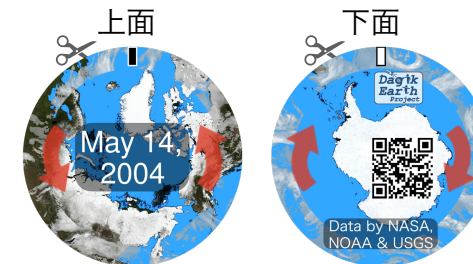 上面
May 14,
2004
下面
Dagik
Earth
Project
Data by NASA,
NOAA & USGS